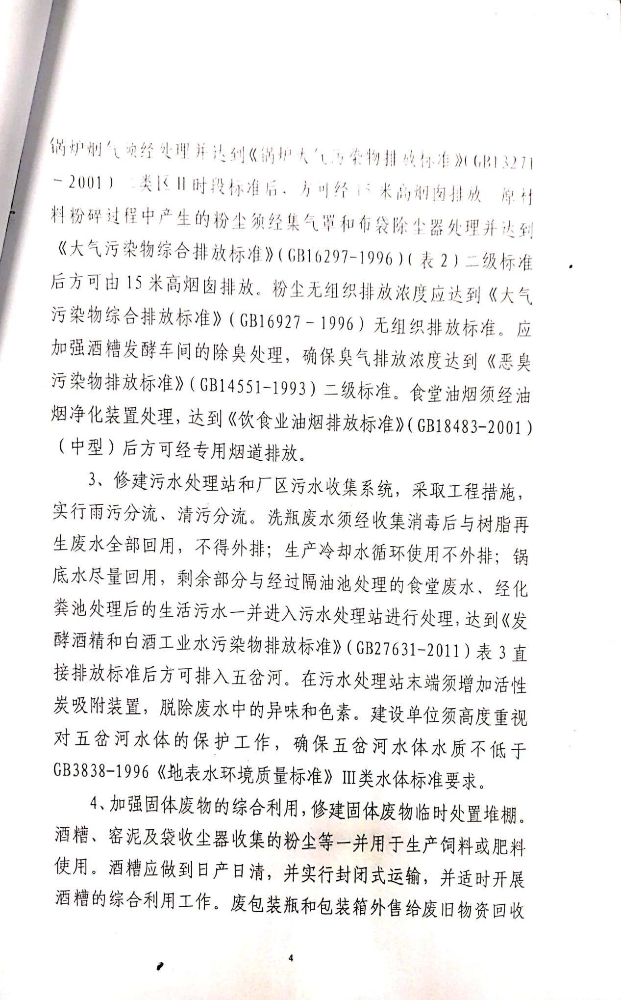 锅炉烟气须经处理并达到《锅炉大气污染物排放标准》（GB13271
－2001）二类区II时段标准后，方可经15米高烟囱排放。原材
料粉碎过程中产生的粉尘须经集气罩和布袋除尘器处理并达到
《大气污染物综合排放标准》（GB16297-1996）（表2）二级标准
后方可由15米高烟囱排放。粉尘无组织排放浓度应达到《大气
污染物综合排放标准》（GB16927－1996）无组织排放标准。应
加强酒糟发酵车间的除臭处理，确保臭气排放浓度达到《恶臭
污染物排放标准》（GB14551-1993）二级标准。食堂油烟须经油
烟净化装置处理，达到《饮食业油烟排放标准》（GB18483-2001）
（中型）后方可经专用烟道排放。
3、修建污水处理站和厂区污水收集系统，采取工程措施，
实行雨污分流、清污分流。洗瓶废水须经收集消毒后与树脂再
生废水全部回用，不得外排；生产冷却水循环使用不外排；锅
底水尽量回用，剩余部分与经过隔油池处理的食堂废水、经化
粪池处理后的生活污水一并进入污水处理站进行处理，达到《发
酵酒精和白酒工业水污染物排放标准》（GB27631-2011）表3直
接排放标准后方可排入五岔河。在污水处理站末端须增加活性
炭吸附装置，脱除废水中的异味和色素。建设单位须高度重视
对五岔河水体的保护工作，确保五岔河水体水质不低于
GB3838-1996《地表水环境质量标准》III类水体标准要求。
4、加强固体废物的综合利用，修建固体废物临时处置堆棚。
酒糟、窑泥及袋收尘器收集的粉尘等一并用于生产饲料或肥料
使用。酒糟应做到日产日清，并实行封闭式运输，并适时开展
酒糟的综合利用工作。废包装瓶和包装箱外售给废旧物资回收
4